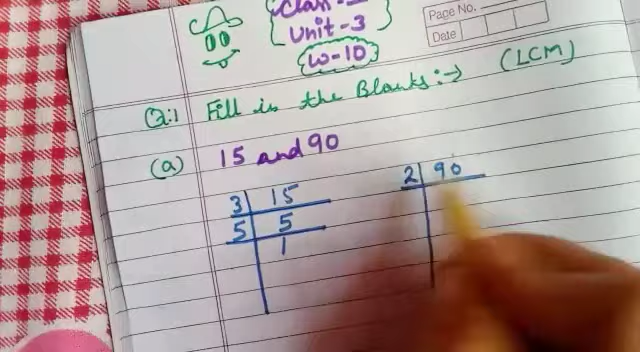 Unit-3
W-10
Page No.
Date
Q:1 Fill in the Blanks:→ (LCM)
(a) 15 and 90
3 15
5 5
1
2 90